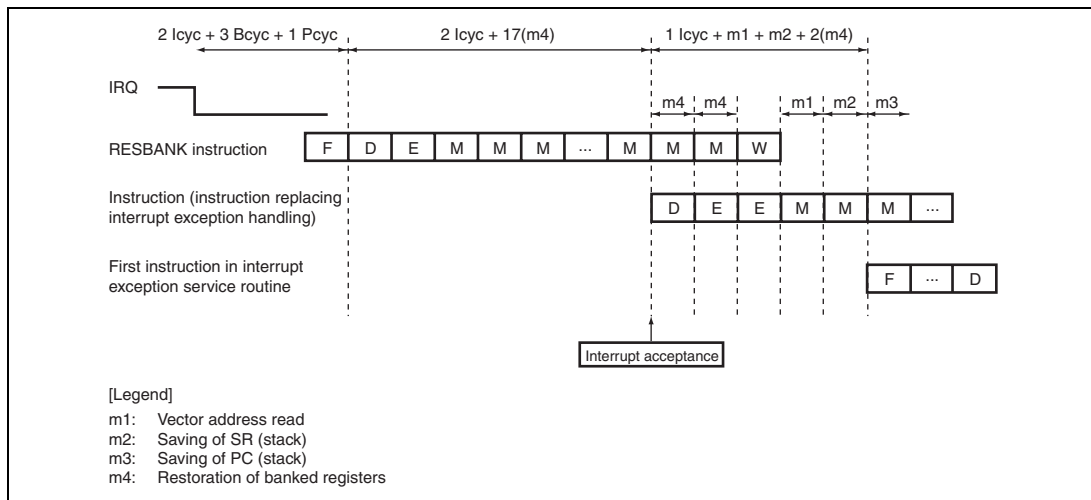 2 Icyc + 3 Bcyc + 1 Pcyc 2 Icyc + 17(m4) 1 Icyc + m1 + m2 + 2(m4)
IRQ
m4 m4 m1 m2 m3
RESBANK instruction F D E M M M ... M M M W
Instruction (instruction replacing
interrupt exception handling) D E E M M M ...
First instruction in interrupt
exception service routine F ... D
Interrupt acceptance
[Legend]
m1: Vector address read
m2: Saving of SR (stack)
m3: Saving of PC (stack)
m4: Restoration of banked registers